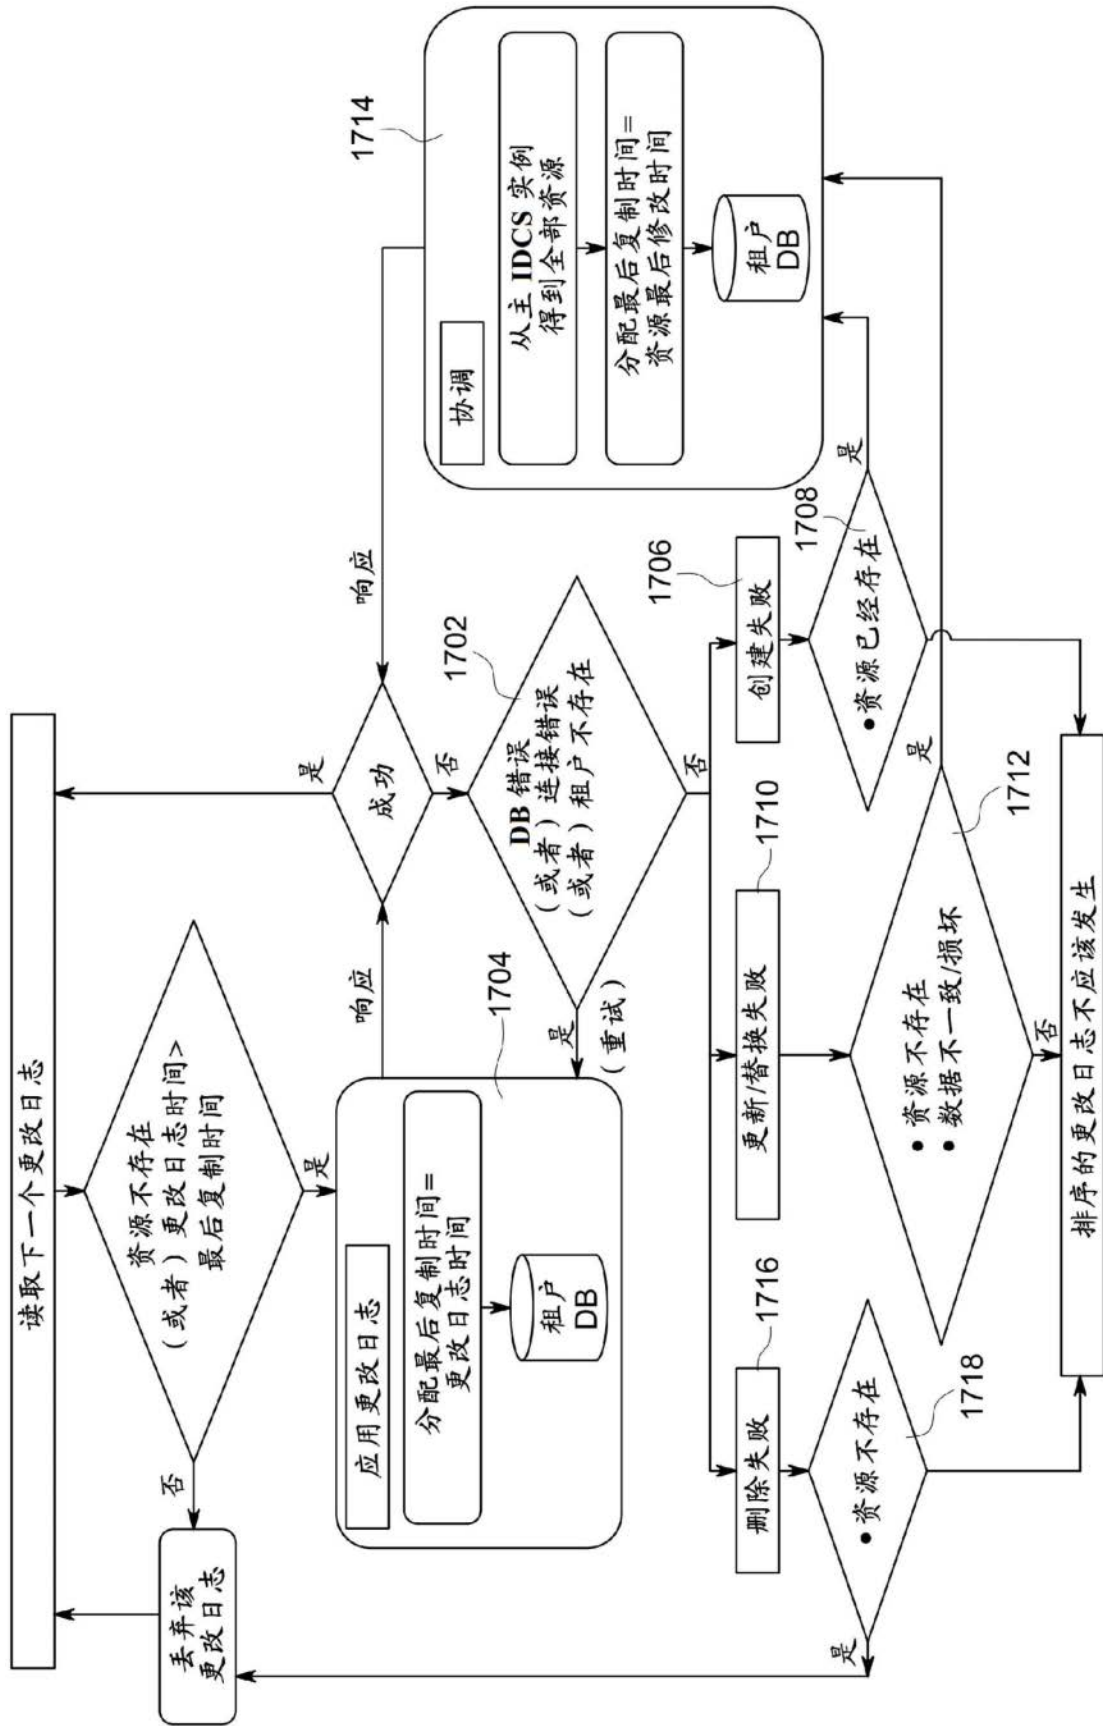 读取下一个更改日志
资源不存在
(或者) 更改日志时间>
最后复制时间
否
是
丢弃该
更改日志
应用更改日志
分配最后复制时间=
更改日志时间
租户
DB
1704
响应
成功
是
否
响应
DB 错误
(或者) 连接错误
(或者) 租户不存在
1702
是
(重试)
否
协调
从主 IDCS 实例
得到全部资源
分配最后复制时间=
资源最后修改时间
租户
DB
1714
删除失败
1716
更新/替换失败
1710
创建失败
1706
● 资源不存在
1718
是
● 资源不存在
● 数据不一致/损坏
1712
是
否
● 资源已经存在
1708
是
排序的更改日志不应该发生